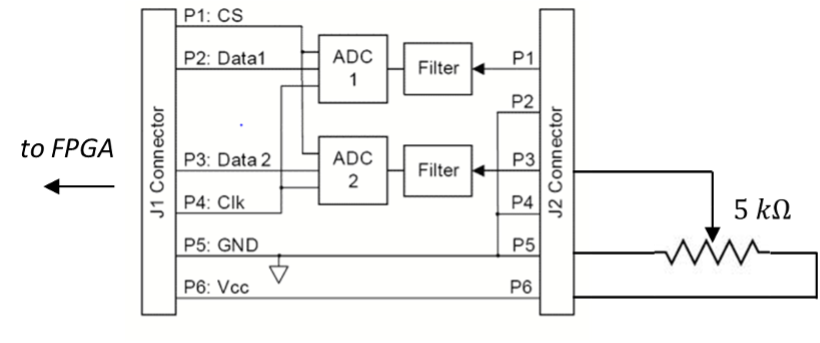 P1: CS
P2: Data1
ADC
1
Filter
P1
P2
to FPGA
J1 Connector
P3: Data 2
ADC
2
Filter
P3
J2 Connector
P4: Clk
P4
5 kΩ
P5: GND
P5
P6: Vcc
P6